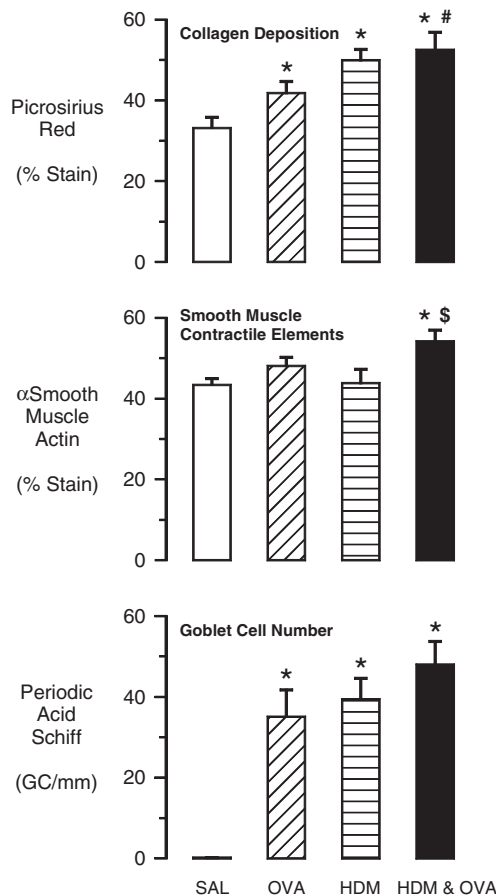 60
Collagen Deposition
*
*
* #
Picrosirius
Red
(% Stain)
40
20
0
60
Smooth Muscle
Contractile Elements
* $
αSmooth
Muscle
Actin
(% Stain)
40
20
0
60
Goblet Cell Number
*
*
*
Periodic
Acid
Schiff
(GC/mm)
40
20
0
SAL OVA HDM HDM & OVA